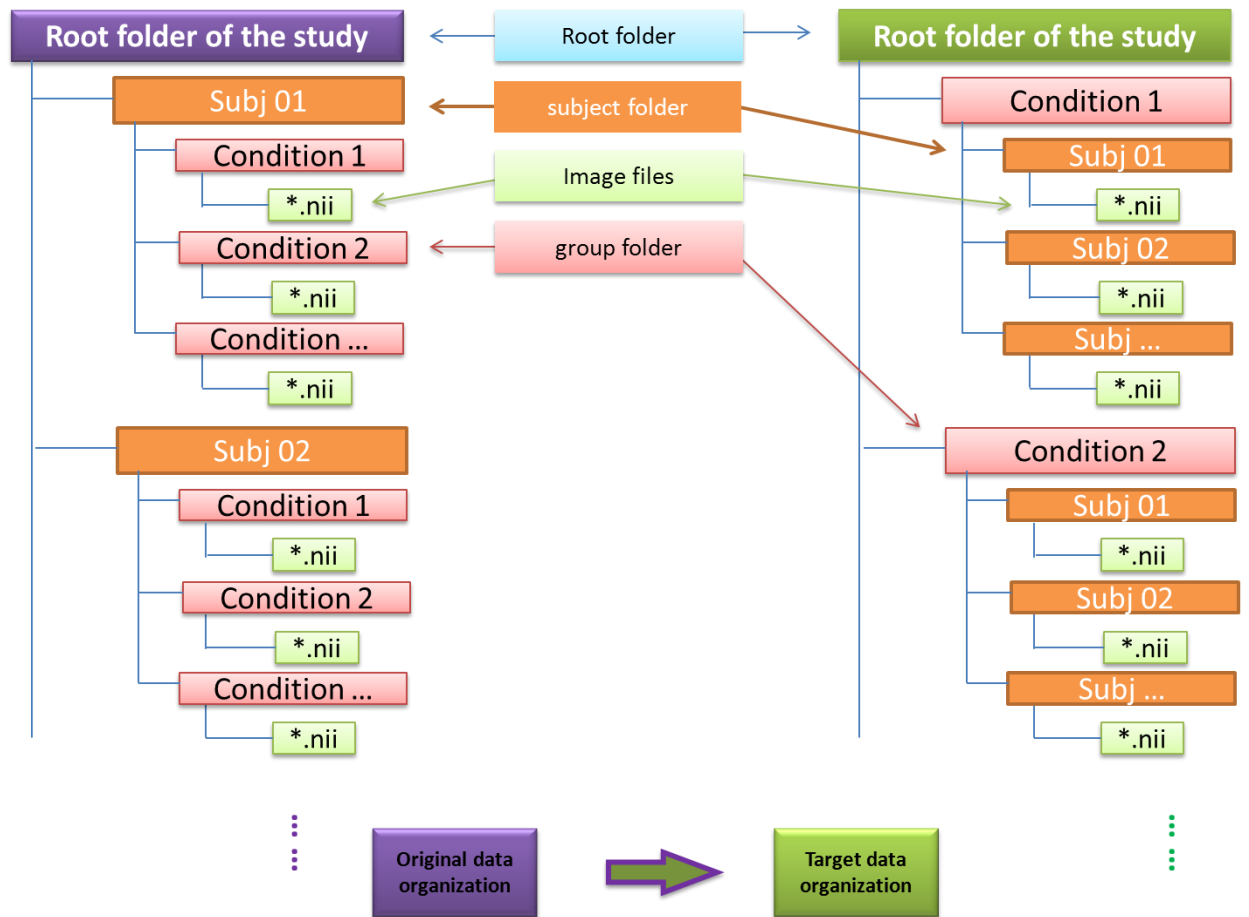 Root folder of the study
Subj 01
Condition 1
*.nii
Condition 2
*.nii
Condition ...
*.nii
Subj 02
Condition 1
*.nii
Condition 2
*.nii
Condition ...
*.nii
Root folder
subject folder
Image files
group folder
Root folder of the study
Condition 1
Subj 01
*.nii
Subj 02
*.nii
Subj ...
*.nii
Condition 2
Subj 01
*.nii
Subj 02
*.nii
Subj ...
*.nii
Original data
organization
Target data
organization